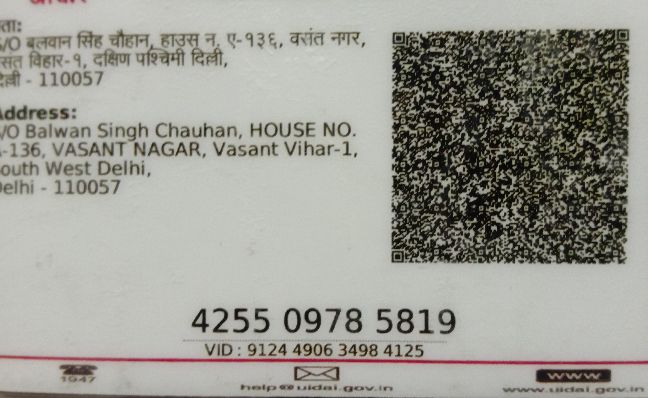 ता:
S/O बलवान सिंह चौहान, हाउस न. ए-१३६, वसंत नगर,
संत विहार-१, दक्षिण पश्चिमी दिल्ली,
दिल्ली - 110057
Address:
S/O Balwan Singh Chauhan, HOUSE NO.
A-136, VASANT NAGAR, Vasant Vihar-1,
South West Delhi,
Delhi - 110057
4255 0978 5819
VID : 9124 4906 3498 4125
1947
help@uidai.gov.in
www
www.uidai.gov.in